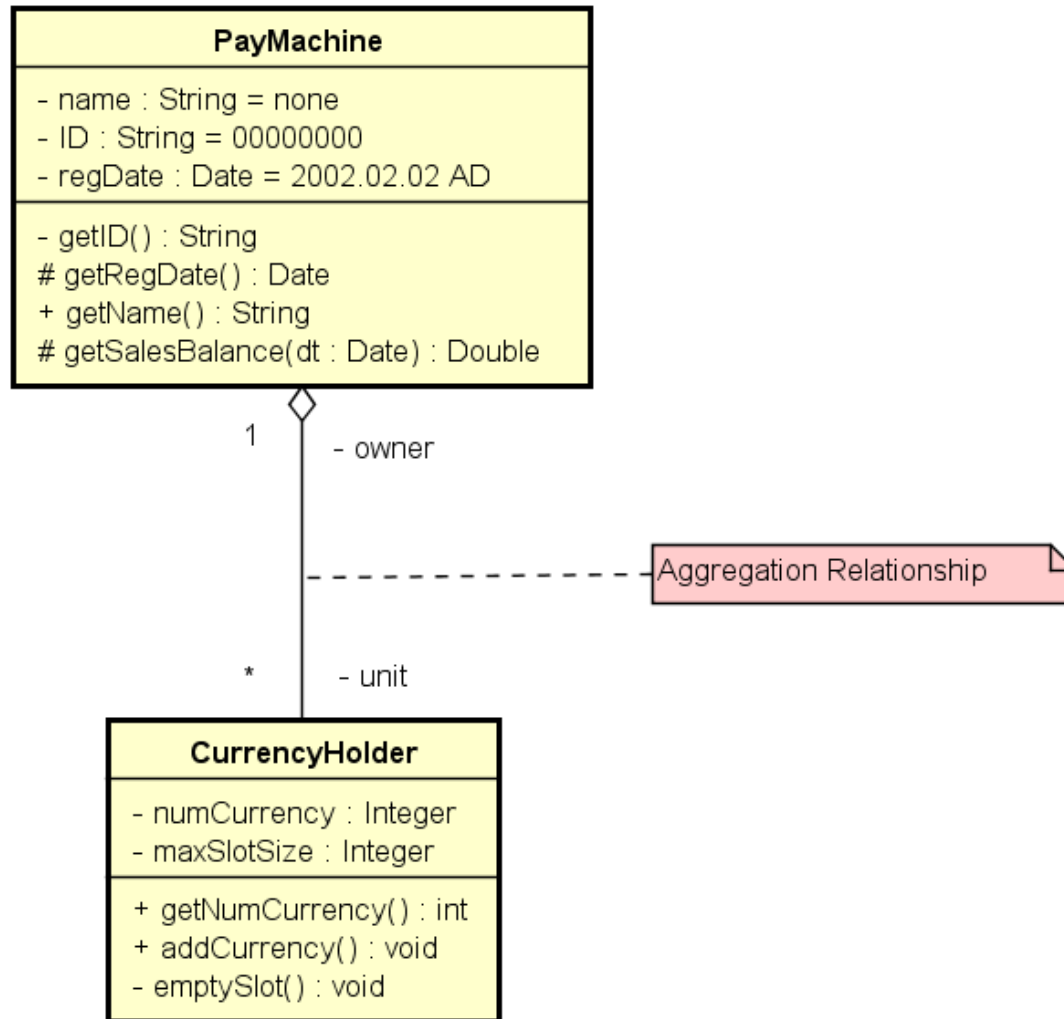 PayMachine
- name : String = none
- ID : String = 00000000
- regDate : Date = 2002.02.02 AD
- getID() : String
# getRegDate() : Date
+ getName() : String
# getSalesBalance(dt : Date) : Double
1
- owner
Aggregation Relationship
*
- unit
CurrencyHolder
- numCurrency : Integer
- maxSlotSize : Integer
+ getNumCurrency() : int
+ addCurrency() : void
- emptySlot() : void